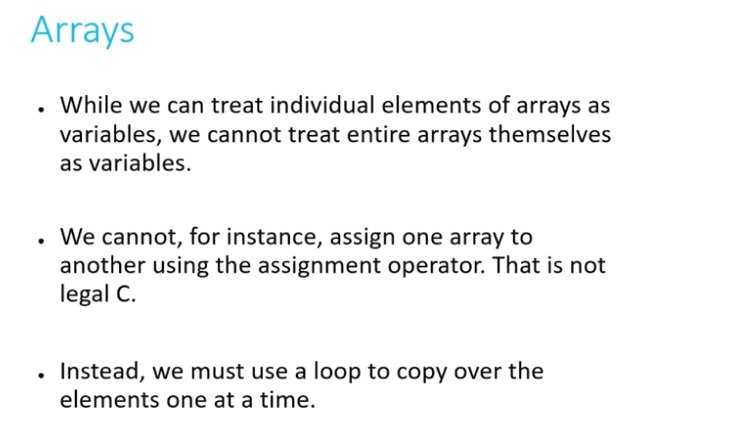 Arrays
• While we can treat individual elements of arrays as
variables, we cannot treat entire arrays themselves
as variables.
• We cannot, for instance, assign one array to
another using the assignment operator. That is not
legal C.
• Instead, we must use a loop to copy over the
elements one at a time.